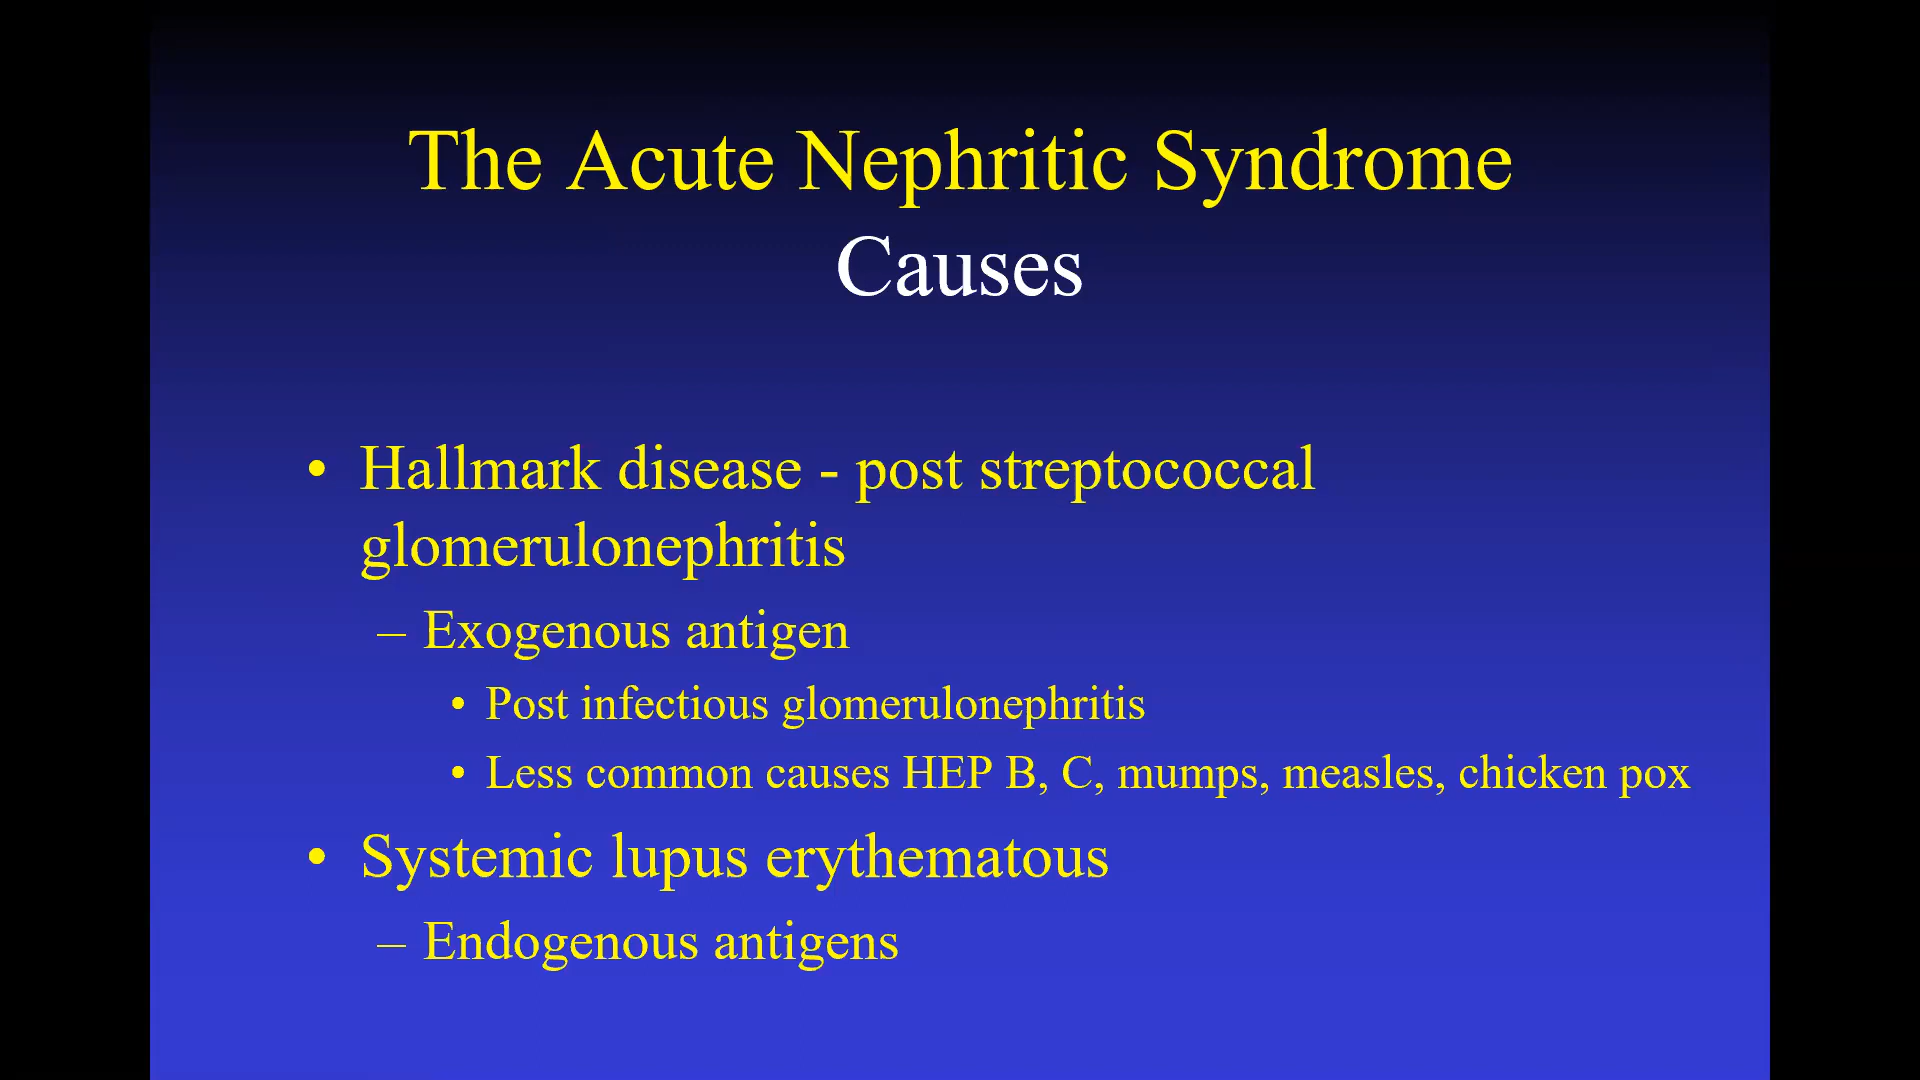 The Acute Nephritic Syndrome
Causes
• Hallmark disease - post streptococcal
glomerulonephritis
– Exogenous antigen
• Post infectious glomerulonephritis
• Less common causes HEP B, C, mumps, measles, chicken pox
• Systemic lupus erythematous
– Endogenous antigens